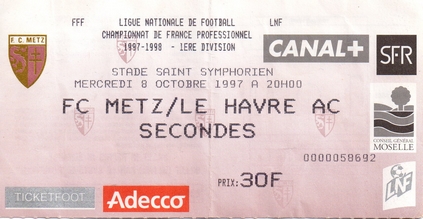 FFF LIGUE NATIONALE DE FOOTBALL LNF
CHAMPIONNAT DE FRANCE PROFESSIONNEL
1997-1998 - 1ERE DIVISION
F.C. METZ
CANAL+
SFR
STADE SAINT SYMPHORIEN
MERCREDI 8 OCTOBRE 1997 A 20H00
FC METZ/LE HAVRE AC
SECONDES
CONSEIL GÉNÉRAL
MOSELLE
0000058692
PRIX: 30F
TICKETFOOT
Adecco
LNF